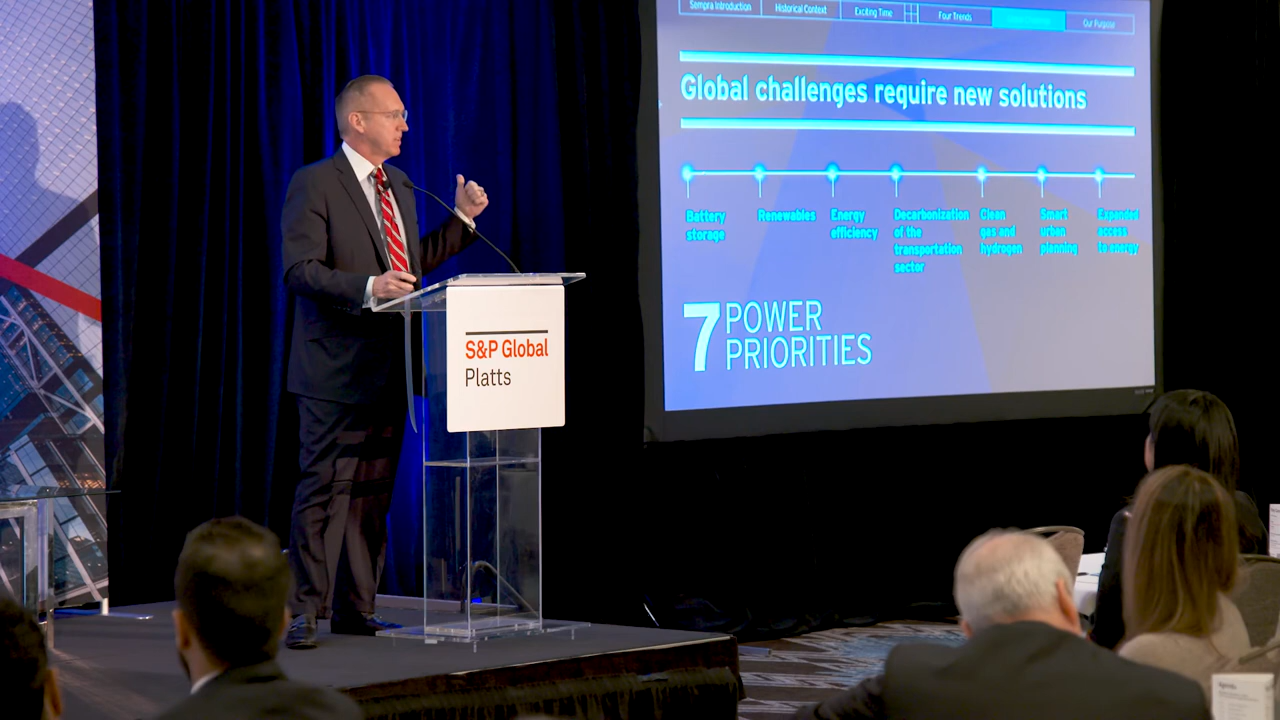 Sempra Introduction
Historical Context
Exciting Time
Four Trends
Our Purpose
Global challenges require new solutions
Battery
storage
Renewables
Energy
efficiency
Decarbonization
of the
transportation
sector
Clean
gas and
hydrogen
Smart
urban
planning
Expanded
access
to energy
7 POWER
PRIORITIES
S&P Global
Platts
Agenda